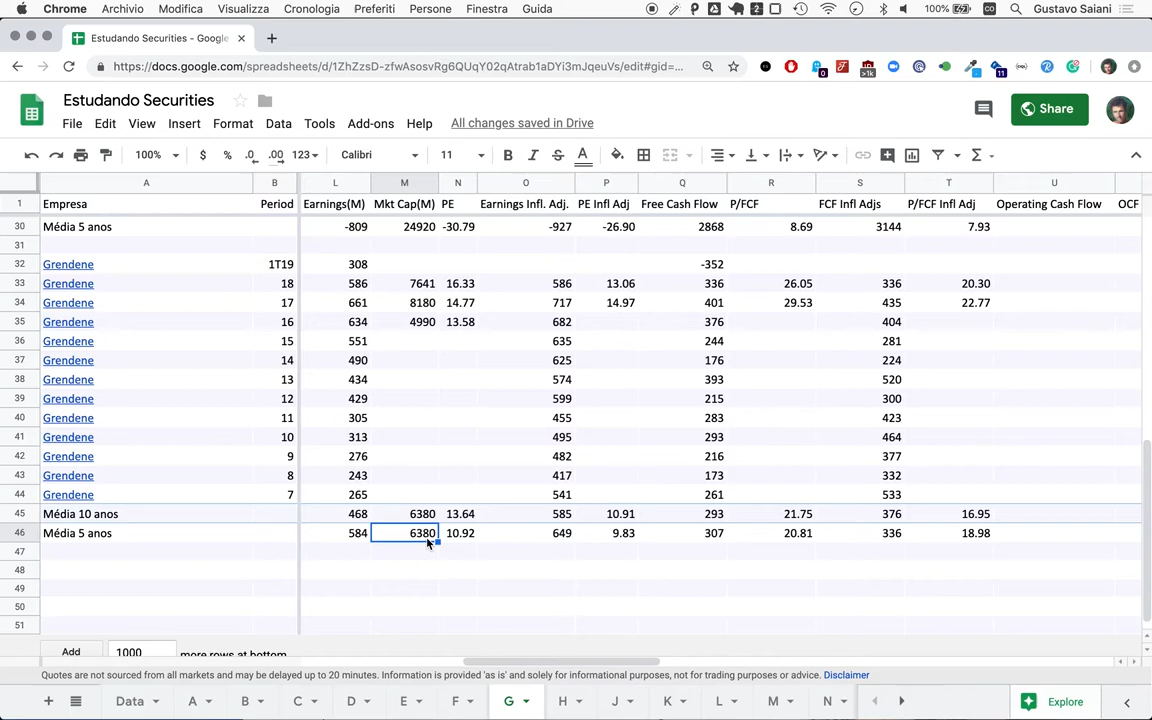 Chrome Archivio Modifica Visualizza Cronologia Preferiti Persone Finestra Guida 2 100% Gustavo Saiani
Estudando Securities - Google
https://docs.google.com/spreadsheets/d/1ZhZzsD-zfwAsosvRg6QUqY02qAtrab1aDYi3mJqeuVs/edit#gid=... 0 >1k 11
Estudando Securities
Share
File Edit View Insert Format Data Tools Add-ons Help All changes saved in Drive
100% $ % .0 .00 123 Calibri 11 B I S A
A B L M N O P Q R S T U
1 Empresa Period Earnings(M) Mkt Cap(M) PE Earnings Infl. Adj. PE Infl Adj Free Cash Flow P/FCF FCF Infl Adjs P/FCF Infl Adj Operating Cash Flow OCF
30 Média 5 anos -809 24920 -30.79 -927 -26.90 2868 8.69 3144 7.93
31
32 Grendene 1T19 308 -352
33 Grendene 18 586 7641 16.33 586 13.06 336 26.05 336 20.30
34 Grendene 17 661 8180 14.77 717 14.97 401 29.53 435 22.77
35 Grendene 16 634 4990 13.58 682 376 404
36 Grendene 15 551 635 244 281
37 Grendene 14 490 625 176 224
38 Grendene 13 434 574 393 520
39 Grendene 12 429 599 215 300
40 Grendene 11 305 455 283 423
41 Grendene 10 313 495 293 464
42 Grendene 9 276 482 216 377
43 Grendene 8 243 417 173 332
44 Grendene 7 265 541 261 533
45 Média 10 anos 468 6380 13.64 585 10.91 293 21.75 376 16.95
46 Média 5 anos 584 6380 10.92 649 9.83 307 20.81 336 18.98
47
48
49
50
51
Add 1000 more rows at bottom
Quotes are not sourced from all markets and may be delayed up to 20 minutes. Information is provided 'as is' and solely for informational purposes, not for trading purposes or advice. Disclaimer
Data A B C D E F G H J K L M N Explore